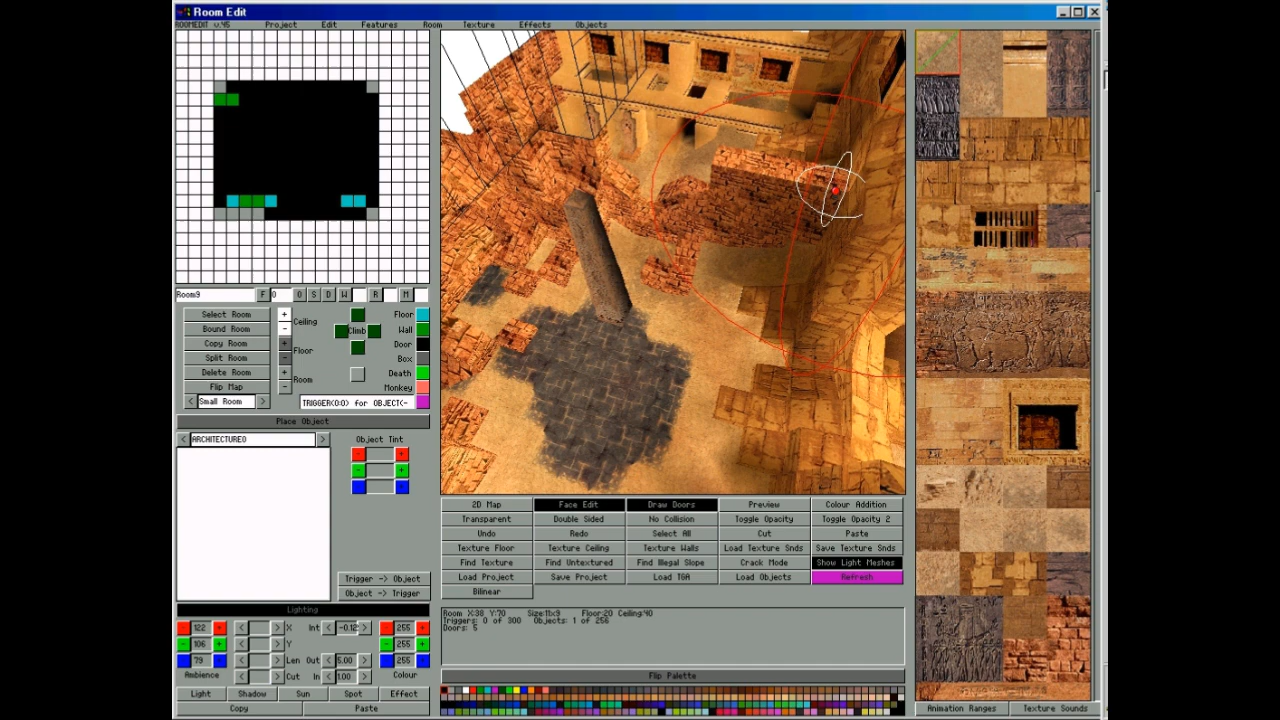 Room Edit
ROOMEDIT v.45 Project Edit Features Room Texture Effects Objects
Room9 F 0 O S D W R M
Select Room + Ceiling Floor
Bound Room - Climb Wall
Copy Room + Floor Door
Split Room - Box
Delete Room + Room Death
Flip Map - Monkey
< Small Room > TRIGGER(0:0) for OBJECT(-
Place Object
< ARCHITECTURE0 > Object Tint
- +
- +
- +
Trigger -> Object
Object -> Trigger
Lighting
- 122 + < > X Int < -0.12 > - 255 +
- 106 + < > Y - 255 +
- 79 + < > Len Out < 5.00 > - 255 +
Ambience < > Cut In < 1.00 > Colour
Light Shadow Sun Spot Effect
Copy Paste
2D Map Face Edit Draw Doors Preview Colour Addition
Transparent Double Sided No Collision Toggle Opacity Toggle Opacity 2
Undo Redo Select All Cut Paste
Texture Floor Texture Ceiling Texture Walls Load Texture Snds Save Texture Snds
Find Texture Find Untextured Find Illegal Slope Crack Mode Show Light Meshes
Load Project Save Project Load TGA Load Objects Refresh
Bilinear
Room X:38 Y:70 Size:11x9 Floor:20 Ceiling:40
Triggers: 0 of 300 Objects: 1 of 256
Doors: 5
Flip Palette
Animation Ranges Texture Sounds